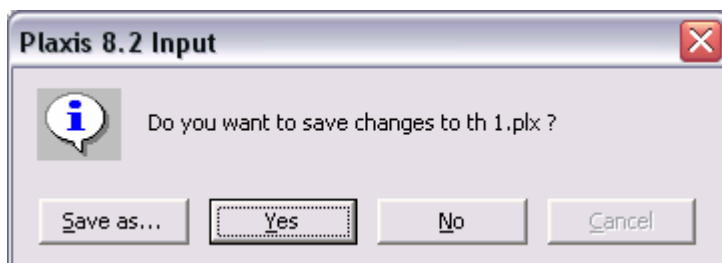 Plaxis 8.2 Input
Do you want to save changes to th 1.plx ?
Save as... Yes No Cancel